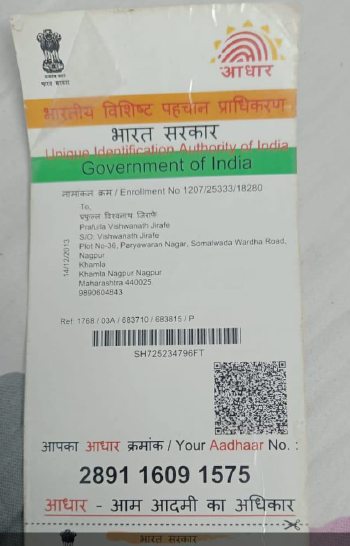 आधार
भारतीय विशिष्ट पहचान प्राधिकरण
भारत सरकार
Unique Identification Authority of India
Government of India
नामांकन क्रम / Enrollment No 1207/25333/18280
To,
प्रफुल्ल विश्वनाथ जिराफे
Prafulla Vishwanath Jirafe
S/O: Vishwanath Jirafe
Plot No-36, Paryawaran Nagar, Somalwada Wardha Road,
Nagpur
Khamla
Khamla Nagpur Nagpur
Maharashtra 440025
9890604843
14/12/2013
Ref: 1768 / 03A / 683710 / 683815 / P
SH725234796FT
आपका आधार क्रमांक / Your Aadhaar No. :
2891 1609 1575
आधार - आम आदमी का अधिकार
भारत सरकार